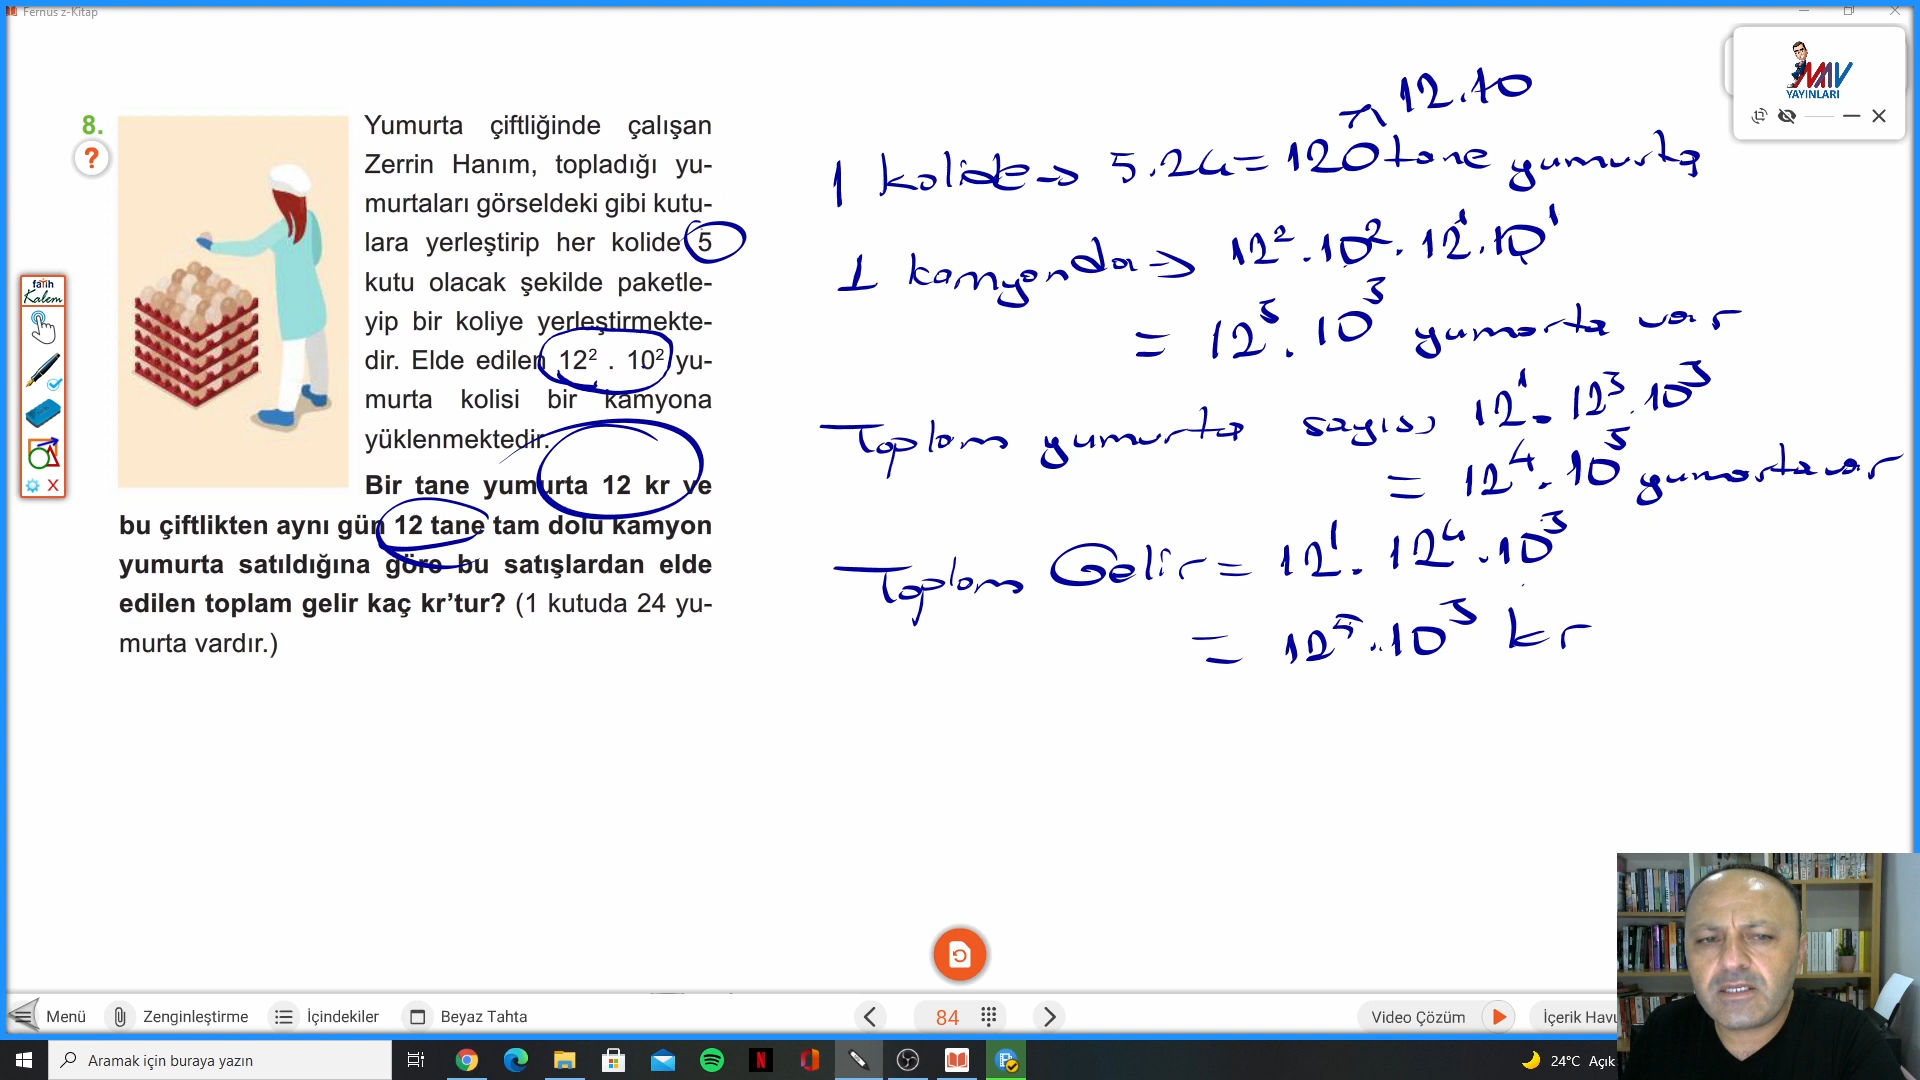 Fernus z-Kitap
MMV
YAYINLARI
8.
?
Yumurta çiftliğinde çalışan
Zerrin Hanım, topladığı yu-
murtaları görseldeki gibi kutu-
lara yerleştirip her kolide 5
kutu olacak şekilde paketle-
yip bir koliye yerleştirmekte-
dir. Elde edilen 12² . 10² yu-
murta kolisi bir kamyona
yüklenmektedir.
Bir tane yumurta 12 kr ve
bu çiftlikten aynı gün 12 tane tam dolu kamyon
yumurta satıldığına göre bu satışlardan elde
edilen toplam gelir kaç kr'tur? (1 kutuda 24 yu-
murta vardır.)
12.10
1 kolide → 5.24 = 120 tane yumurta
1 kamyonda → 12² . 10² . 12¹ . 10¹
= 12³ . 10³ yumurta var
Toplam yumurta sayısı 12¹ . 12³ . 10³
= 12⁴ . 10³ yumurta var
Toplam Gelir = 12¹ . 12⁴ . 10³
= 12⁵ . 10³ kr
fatih
Kalem
Menü
Zenginleştirme
İçindekiler
Beyaz Tahta
84
Video Çözüm
İçerik Havu
Aramak için buraya yazın
24°C Açık